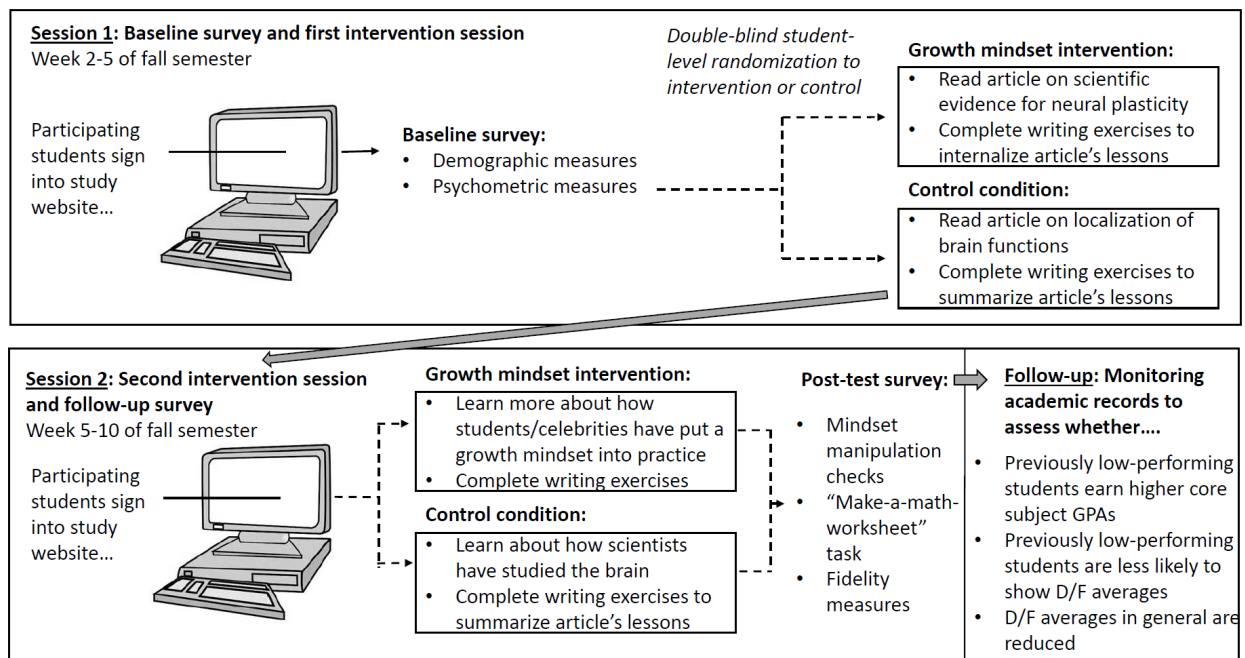 Session 1: Baseline survey and first intervention session
Week 2-5 of fall semester
Participating
students sign
into study
website…
Baseline survey:
• Demographic measures
• Psychometric measures
Double-blind student-
level randomization to
intervention or control
Growth mindset intervention:
• Read article on scientific
evidence for neural plasticity
• Complete writing exercises to
internalize article’s lessons
Control condition:
• Read article on localization of
brain functions
• Complete writing exercises to
summarize article’s lessons
Session 2: Second intervention session
and follow-up survey
Week 5-10 of fall semester
Participating
students sign
into study
website…
Growth mindset intervention:
• Learn more about how
students/celebrities have put a
growth mindset into practice
• Complete writing exercises
Control condition:
• Learn about how scientists
have studied the brain
• Complete writing exercises to
summarize article’s lessons
Post-test survey:
• Mindset
manipulation
checks
• “Make-a-math-
worksheet”
task
• Fidelity
measures
Follow-up: Monitoring
academic records to
assess whether….
• Previously low-performing
students earn higher core
subject GPAs
• Previously low-performing
students are less likely to
show D/F averages
• D/F averages in general are
reduced